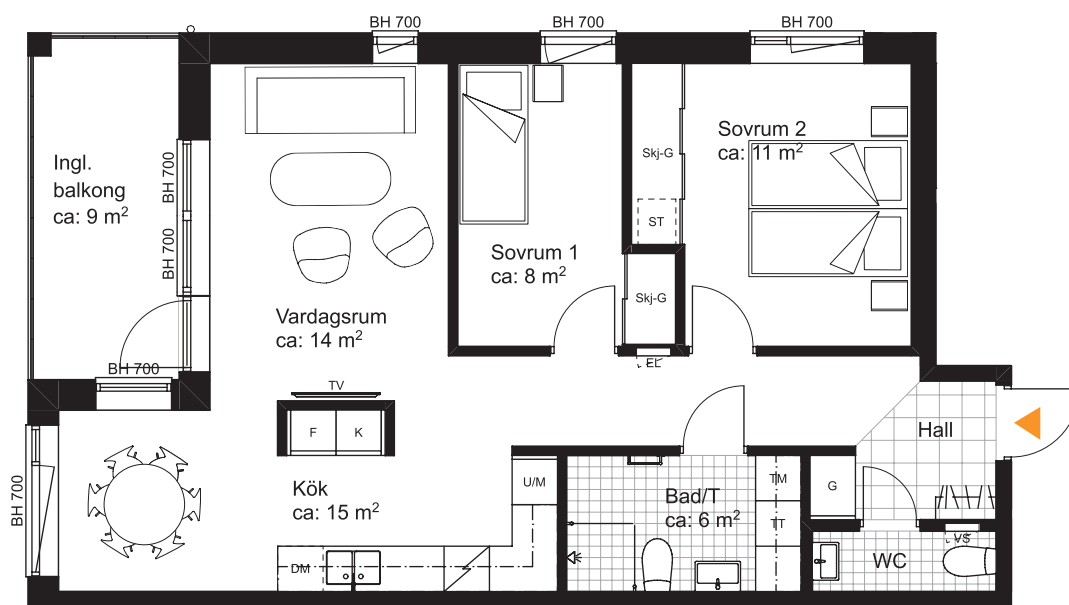 BH 700
BH 700
BH 700
Ingl.
balkong
ca: 9 m²
BH 700
BH 700
BH 700
Vardagsrum
ca: 14 m²
Sovrum 1
ca: 8 m²
Skj-G
ST
Skj-G
Sovrum 2
ca: 11 m²
EL
TV
F
K
BH 700
Kök
ca: 15 m²
U/M
DM
Bad/T
ca: 6 m²
TM
TT
G
Hall
VS
WC